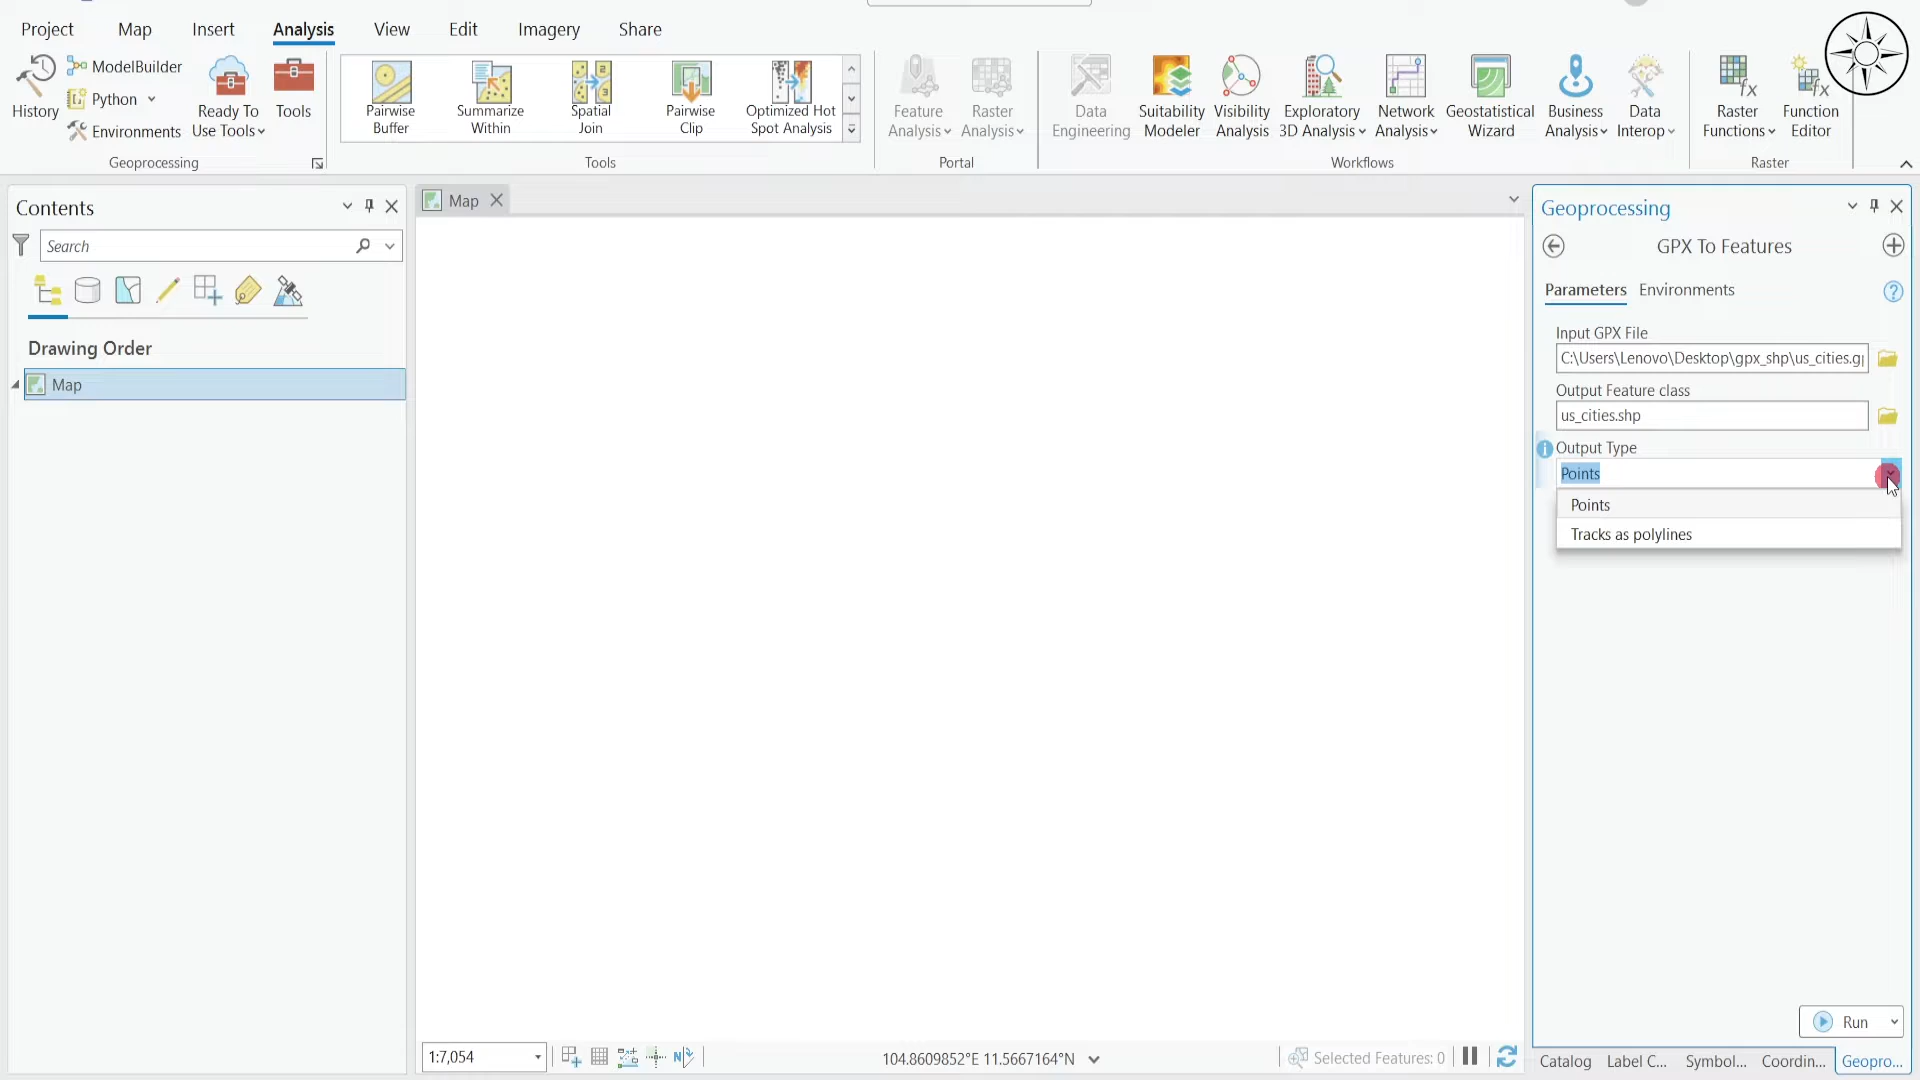 Project Map Insert Analysis View Edit Imagery Share
History
ModelBuilder
Python
Environments
Ready To
Use Tools
Tools
Geoprocessing
Pairwise
Buffer
Summarize
Within
Spatial
Join
Pairwise
Clip
Optimized Hot
Spot Analysis
Tools
Feature
Analysis
Raster
Analysis
Portal
Data
Engineering
Suitability
Modeler
Visibility
Analysis
Exploratory
3D Analysis
Network
Analysis
Geostatistical
Wizard
Business
Analysis
Data
Interop
Workflows
Raster
Functions
Function
Editor
Raster
Contents
Search
Drawing Order
Map
Map
Geoprocessing
GPX To Features
Parameters Environments
Input GPX File
C:\Users\Lenovo\Desktop\gpx_shp\us_cities.g
Output Feature class
us_cities.shp
Output Type
Points
Points
Tracks as polylines
Run
1:7,054
104.8609852°E 11.5667164°N
Selected Features: 0
Catalog Label C... Symbol... Coordin... Geopro...